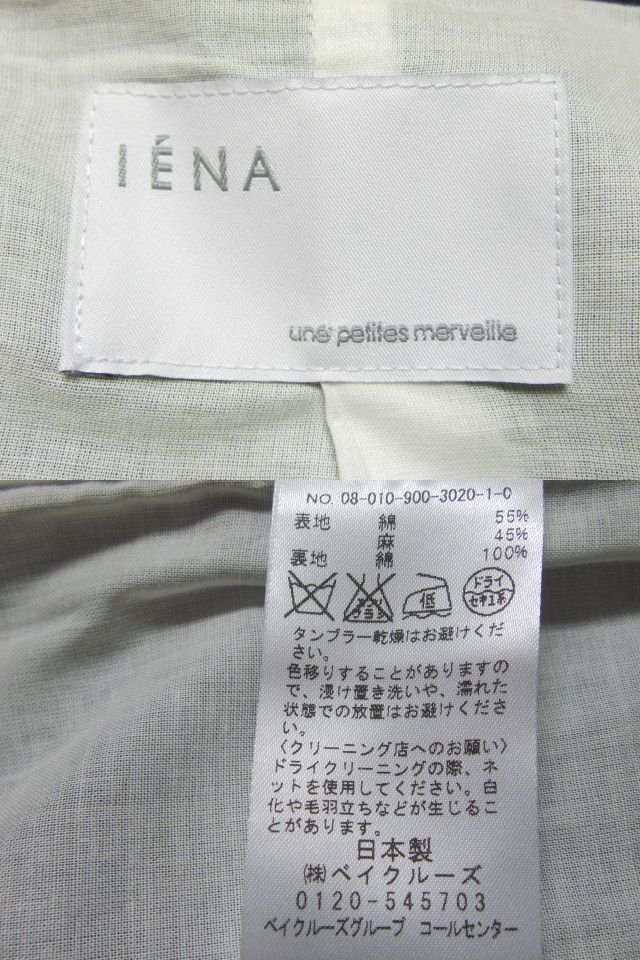 IÉNA
une petites merveille
NO. 08-010-900-3020-1-0
表地 綿 55%
麻 45%
裏地 綿 100%
エンソ サラシ 低 ドライ セキユ系
タンブラー乾燥はお避けくだ
さい。
色移りすることがありますの
で、浸け置き洗いや、濡れた
状態での放置はお避けくださ
い。
〈クリーニング店へのお願い〉
ドライクリーニングの際、ネ
ットを使用してください。白
化や毛羽立ちなどが生じるこ
とがあります。
日本製
㈱ベイクルーズ
0120-545703
ベイクルーズグループ コールセンター